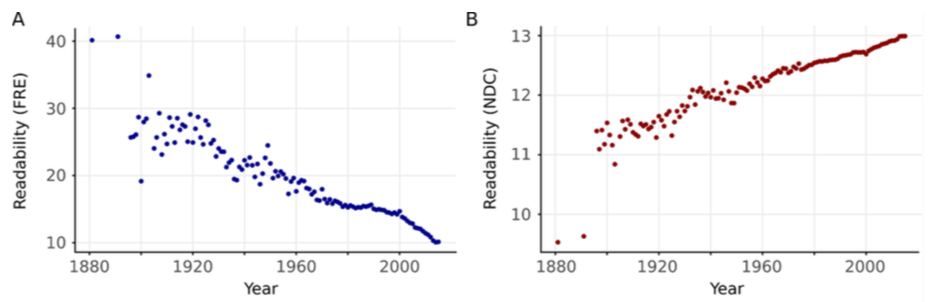 A
Readability (FRE)
40
30
20
10
1880 1920 1960 2000
Year
B
Readability (NDC)
13
12
11
10
1880 1920 1960 2000
Year